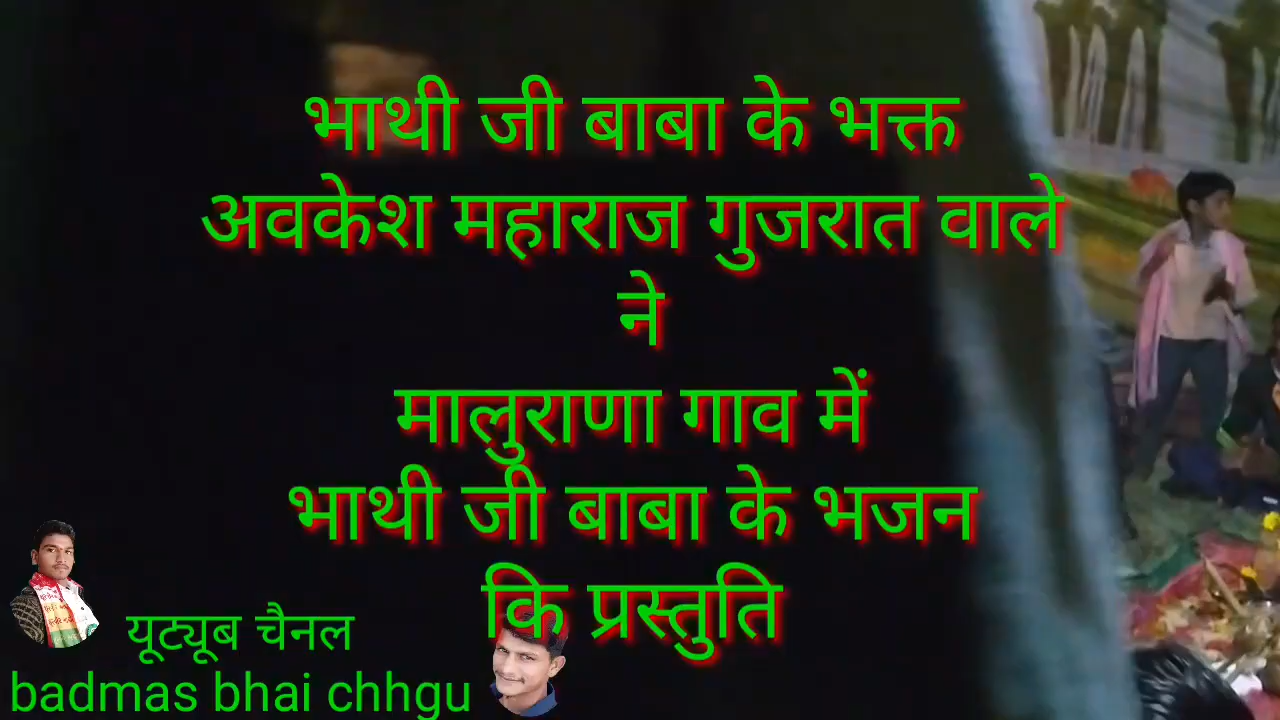 भाथी जी बाबा के भक्त
अवकेश महाराज गुजरात वाले
ने
मालुराणा गाव में
भाथी जी बाबा के भजन
कि प्रस्तुति
यूट्यूब चैनल
badmas bhai chhgu